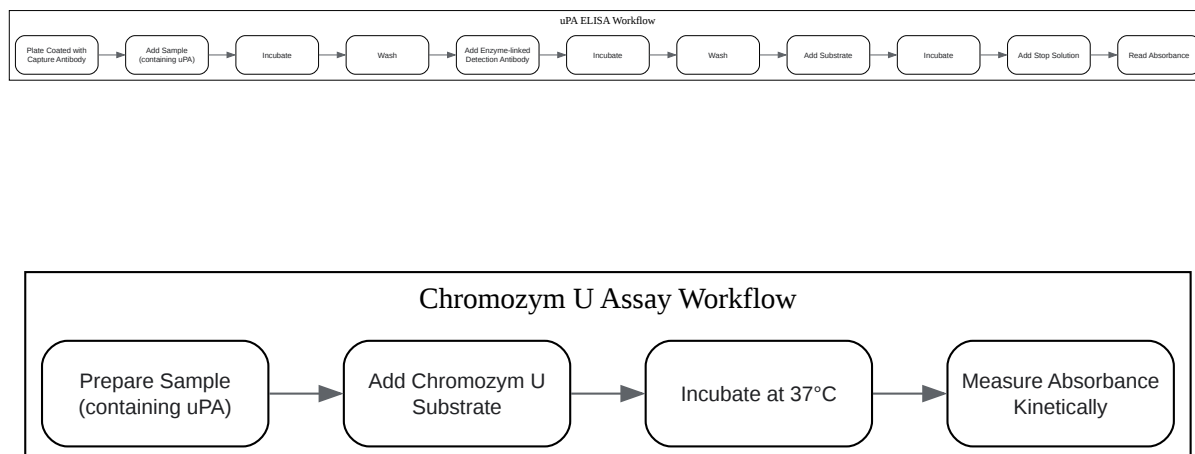 uPA ELISA Workflow
Plate Coated with
Capture Antibody
Add Sample
(containing uPA)
Incubate
Wash
Add Enzyme-linked
Detection Antibody
Incubate
Wash
Add Substrate
Incubate
Add Stop Solution
Read Absorbance
Chromozym U Assay Workflow
Prepare Sample
(containing uPA)
Add Chromozym U
Substrate
Incubate at 37°C
Measure Absorbance
Kinetically